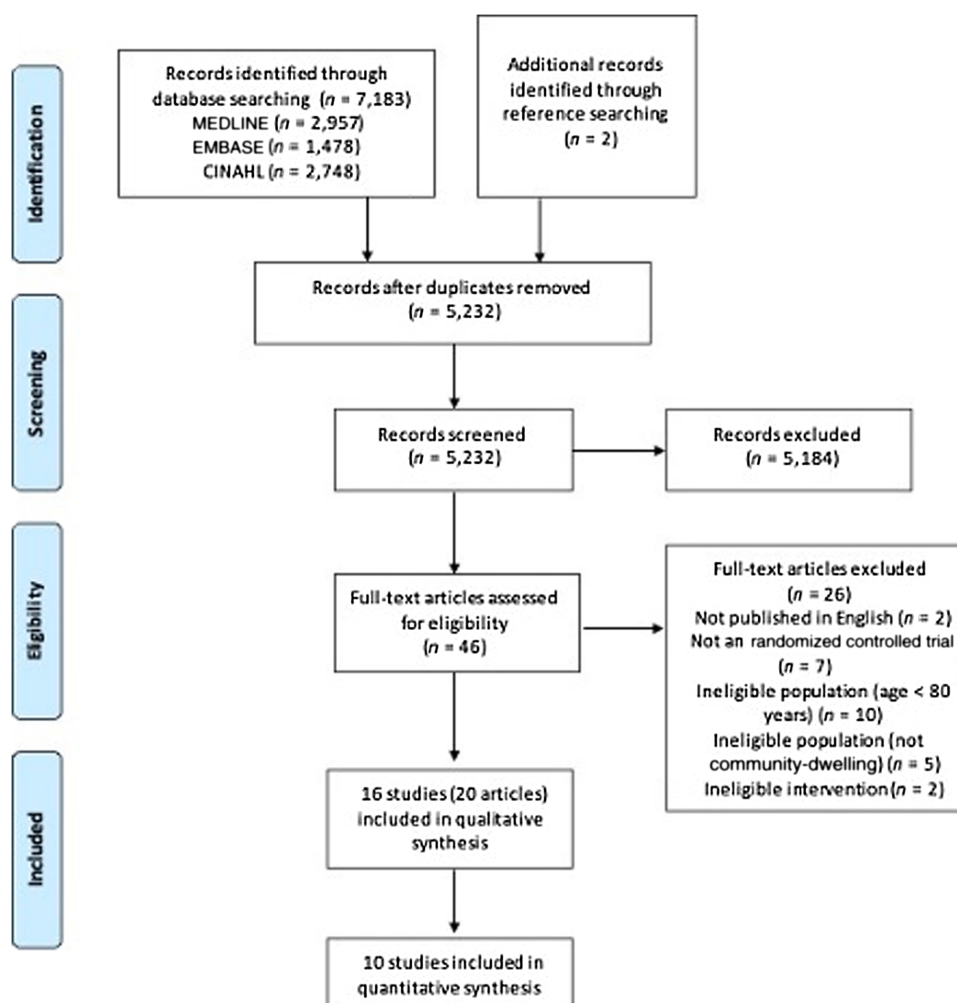 Identification
Records identified through
database searching (n = 7,183)
MEDLINE (n = 2,957)
EMBASE (n = 1,478)
CINAHL (n = 2,748)
Additional records
identified through
reference searching
(n = 2)
Records after duplicates removed
(n = 5,232)
Screening
Records screened
(n = 5,232)
Records excluded
(n = 5,184)
Eligibility
Full-text articles assessed
for eligibility
(n = 46)
Full-text articles excluded
(n = 26)
Not published in English (n = 2)
Not an randomized controlled trial
(n = 7)
Ineligible population (age < 80
years) (n = 10)
Ineligible population (not
community-dwelling) (n = 5)
Ineligible intervention (n = 2)
Included
16 studies (20 articles)
included in qualitative
synthesis
10 studies included in
quantitative synthesis